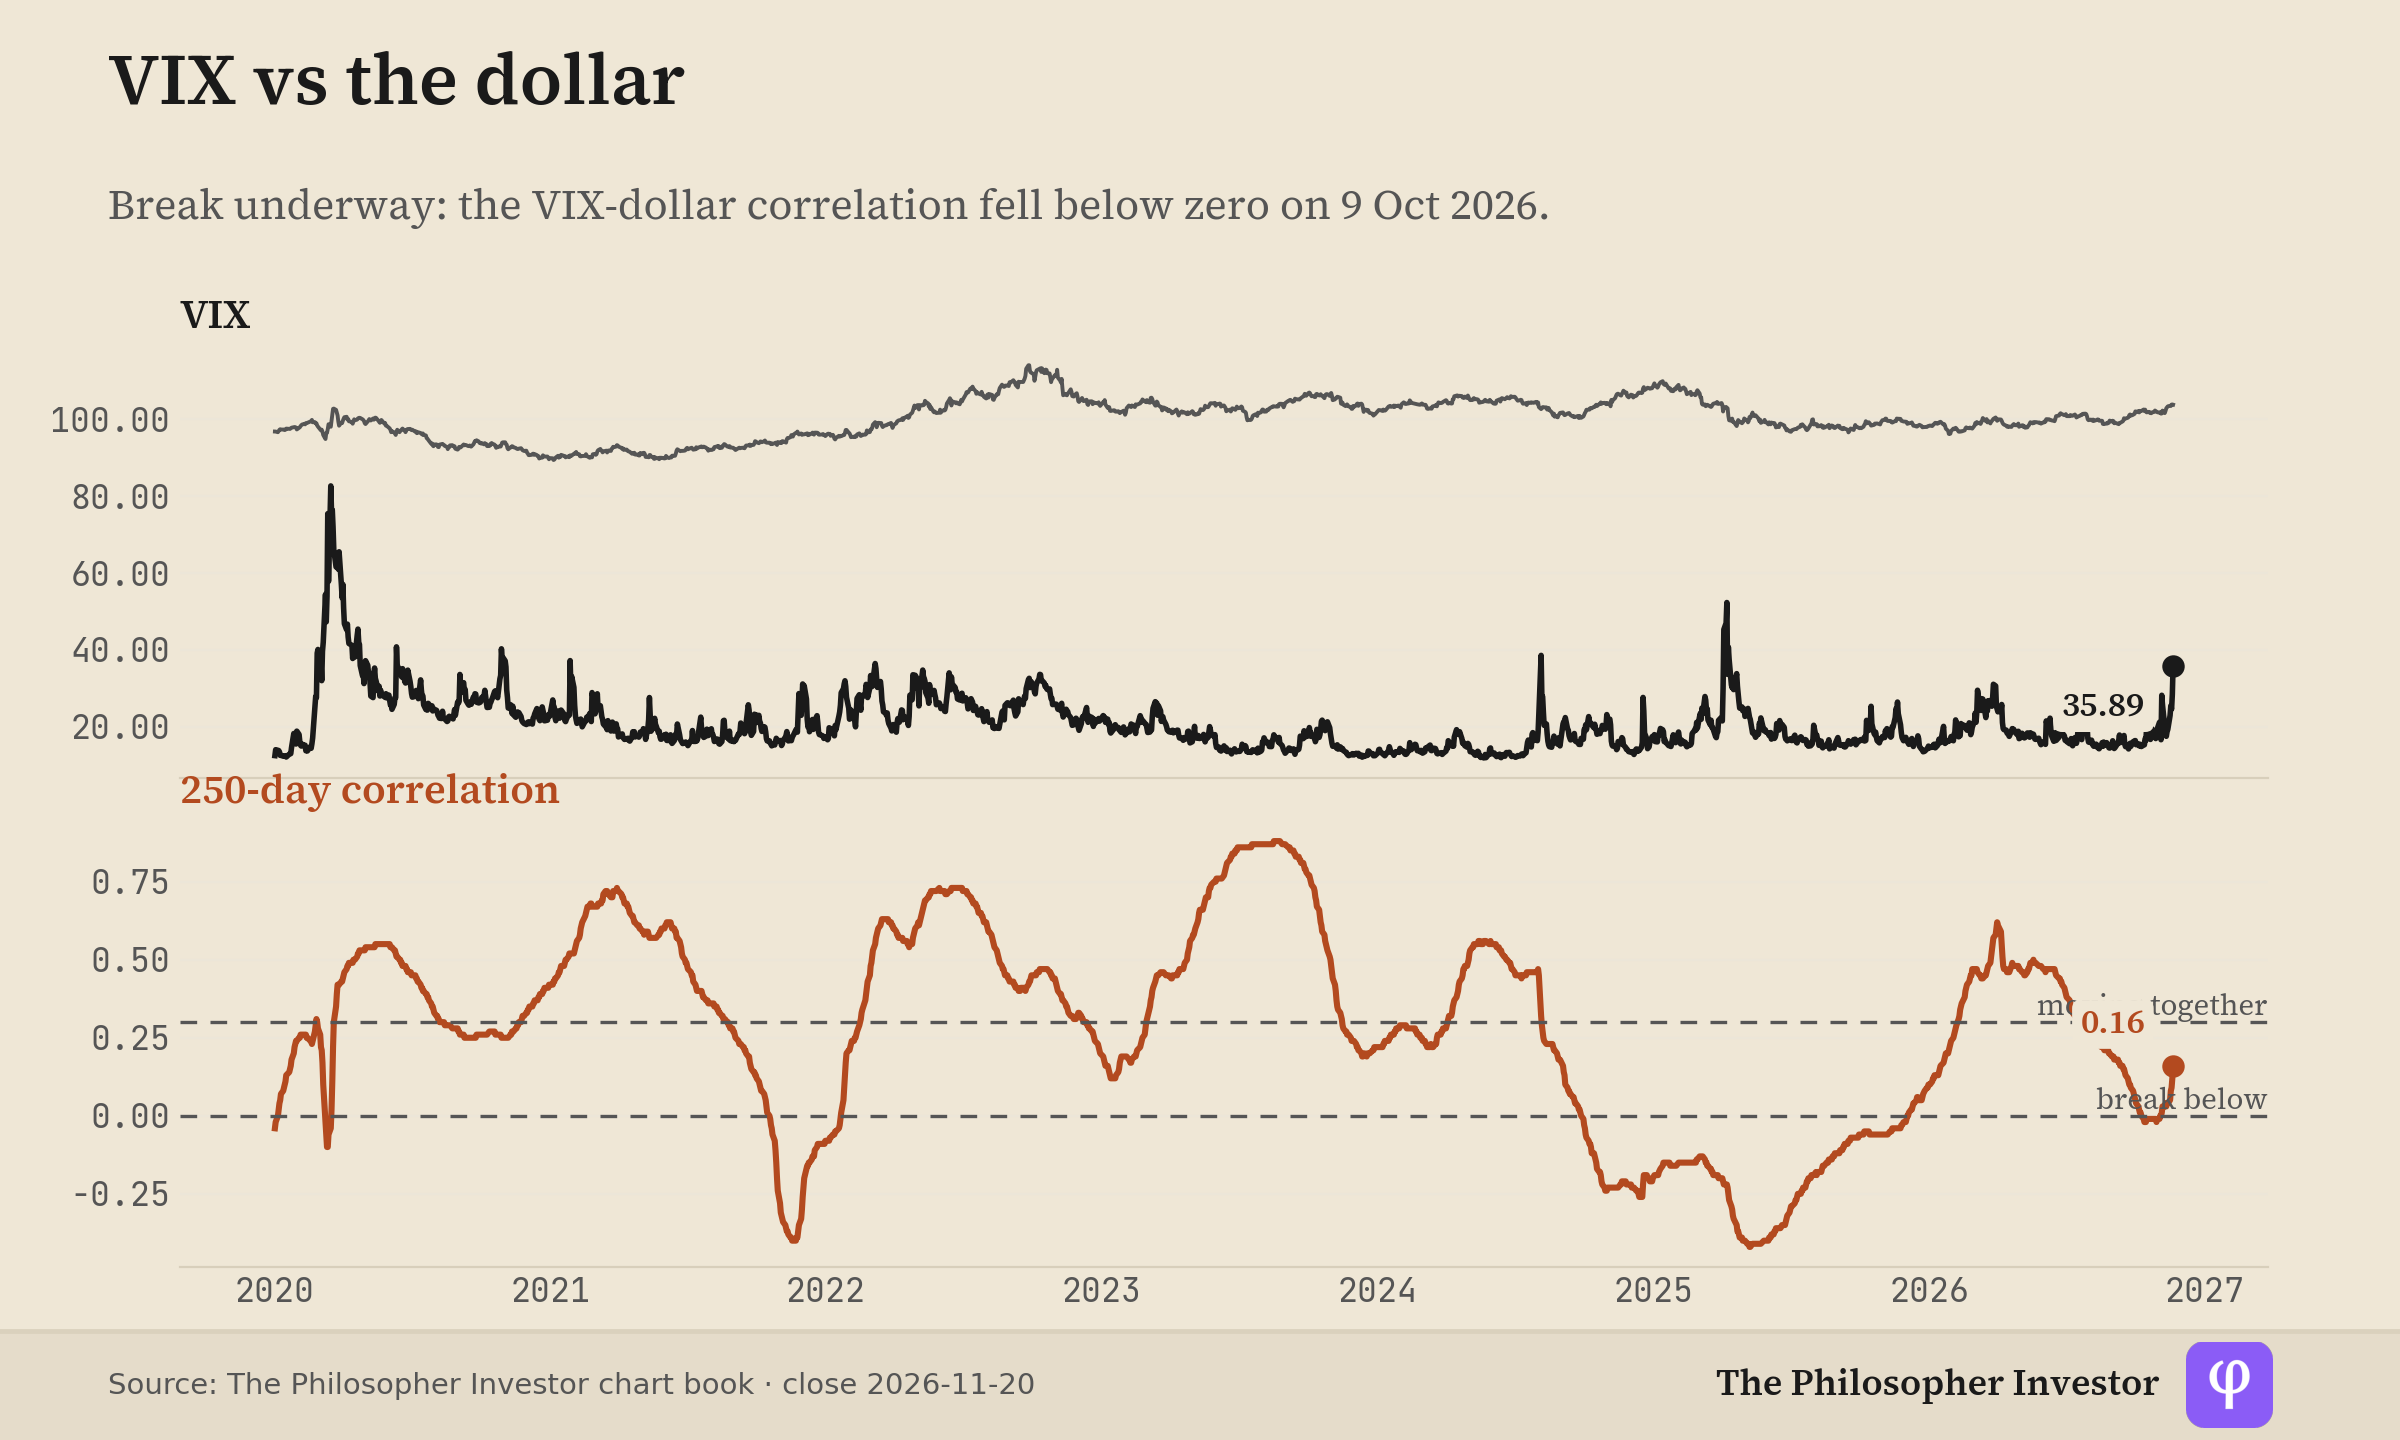 VIX vs the dollar
Break underway: the VIX-dollar correlation fell below zero on 9 Oct 2026.
VIX
100.00
80.00
60.00
40.00
20.00
35.89
250-day correlation
0.75
0.50
0.25
0.00
-0.25
together
0.16
break below
2020 2021 2022 2023 2024 2025 2026 2027
Source: The Philosopher Investor chart book · close 2026-11-20
The Philosopher Investor
φ